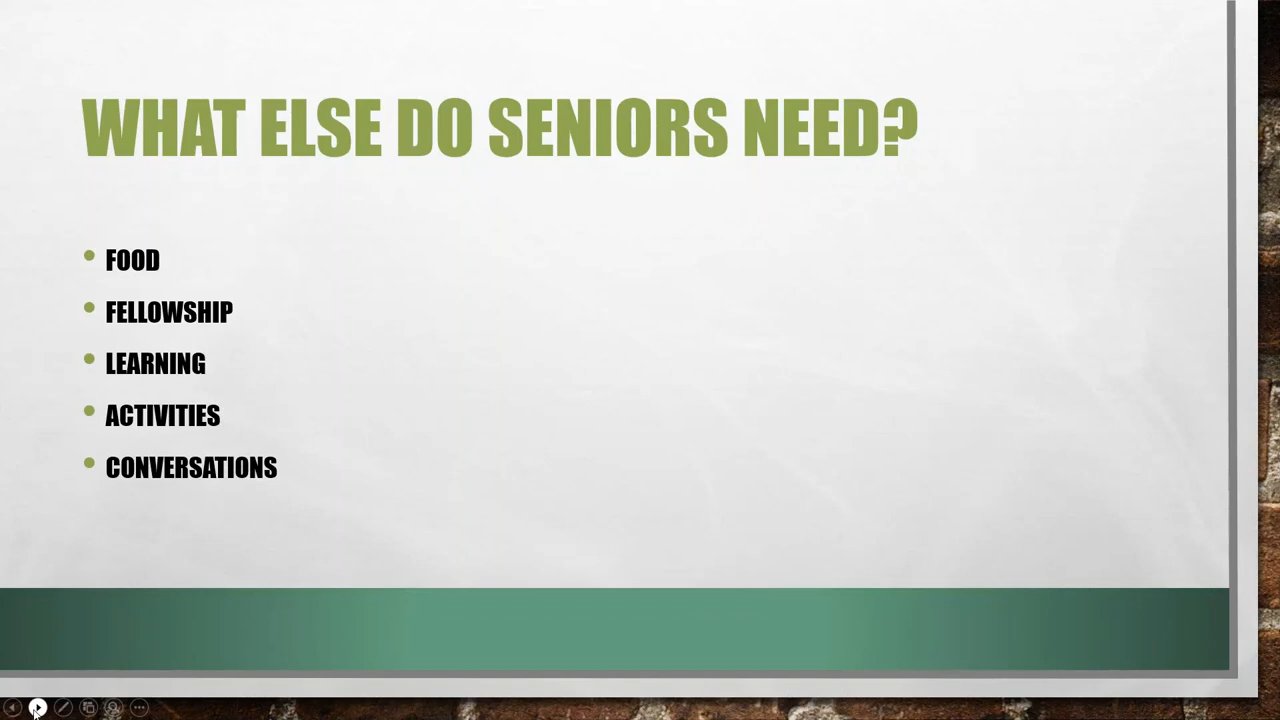 WHAT ELSE DO SENIORS NEED?
• FOOD
• FELLOWSHIP
• LEARNING
• ACTIVITIES
• CONVERSATIONS